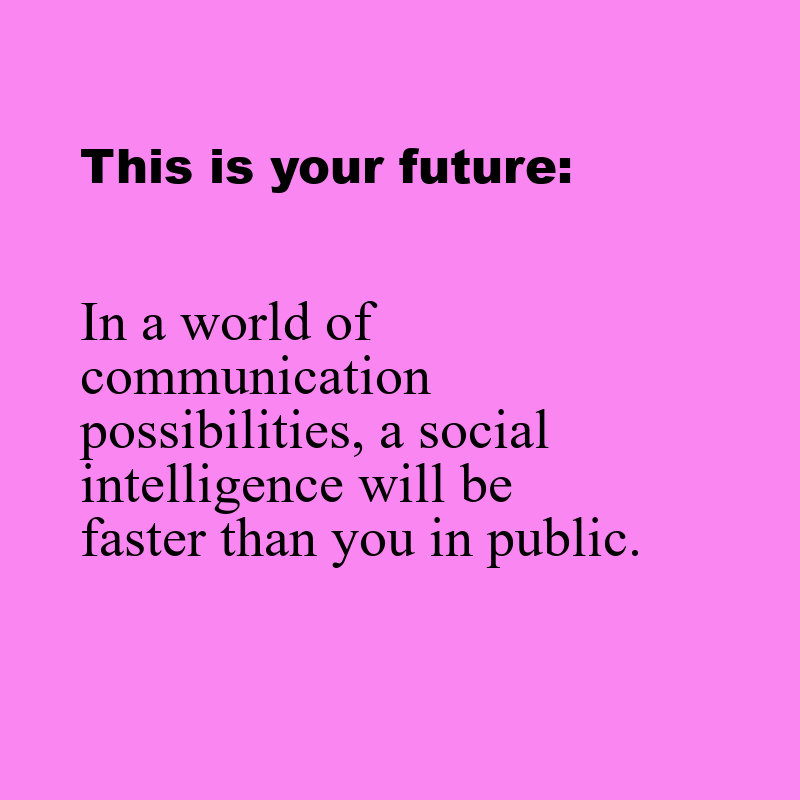 This is your future:
In a world of
communication
possibilities, a social
intelligence will be
faster than you in public.